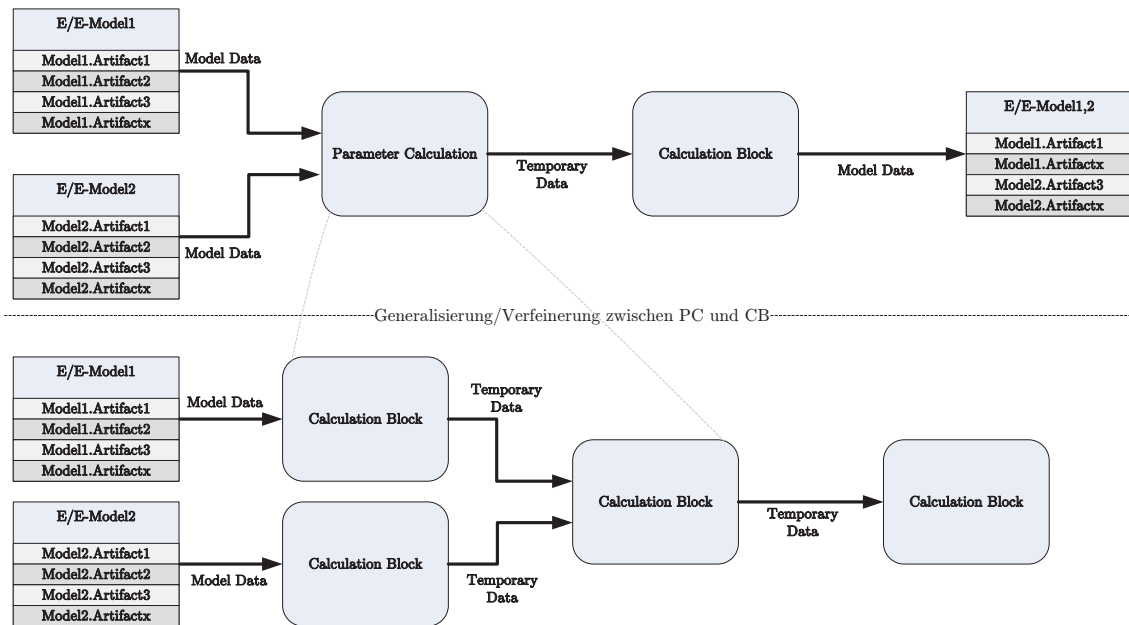 E/E-Model1
Model1.Artifact1
Model1.Artifact2
Model1.Artifact3
Model1.Artifactx
Model Data
E/E-Model2
Model2.Artifact1
Model2.Artifact2
Model2.Artifact3
Model2.Artifactx
Model Data
Parameter Calculation
Temporary
Data
Calculation Block
Model Data
E/E-Model1,2
Model1.Artifact1
Model1.Artifactx
Model2.Artifact3
Model2.Artifactx
Generalisierung/Verfeinerung zwischen PC und CB
E/E-Model1
Model1.Artifact1
Model1.Artifact2
Model1.Artifact3
Model1.Artifactx
Model Data
Calculation Block
Temporary
Data
E/E-Model2
Model2.Artifact1
Model2.Artifact2
Model2.Artifact3
Model2.Artifactx
Model Data
Calculation Block
Temporary
Data
Calculation Block
Temporary
Data
Calculation Block